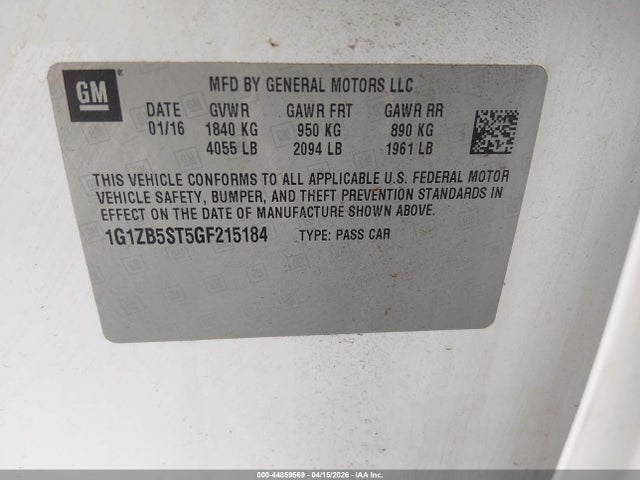 GM
MFD BY GENERAL MOTORS LLC
DATE GVWR GAWR FRT GAWR RR
01/16 1840 KG 950 KG 890 KG
4055 LB 2094 LB 1961 LB
THIS VEHICLE CONFORMS TO ALL APPLICABLE U.S. FEDERAL MOTOR
VEHICLE SAFETY, BUMPER, AND THEFT PREVENTION STANDARDS IN
EFFECT ON THE DATE OF MANUFACTURE SHOWN ABOVE.
1G1ZB5ST5GF215184 TYPE: PASS CAR
000-44859569 - 04/15/2026 - IAA Inc.